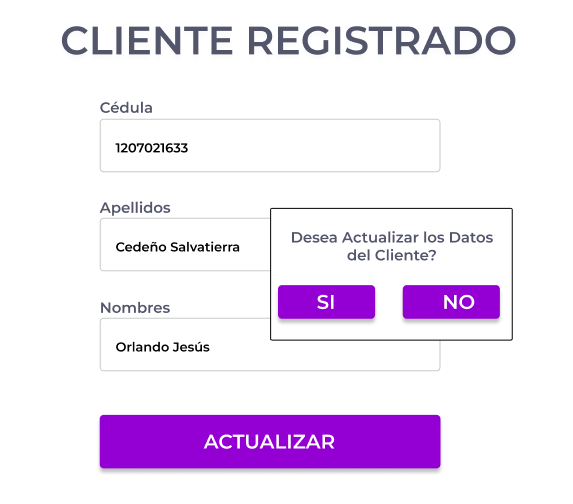 CLIENTE REGISTRADO
Cédula
1207021633
Apellidos
Cedeño Salvatierra
Desea Actualizar los Datos
del Cliente?
SI
NO
Nombres
Orlando Jesús
ACTUALIZAR